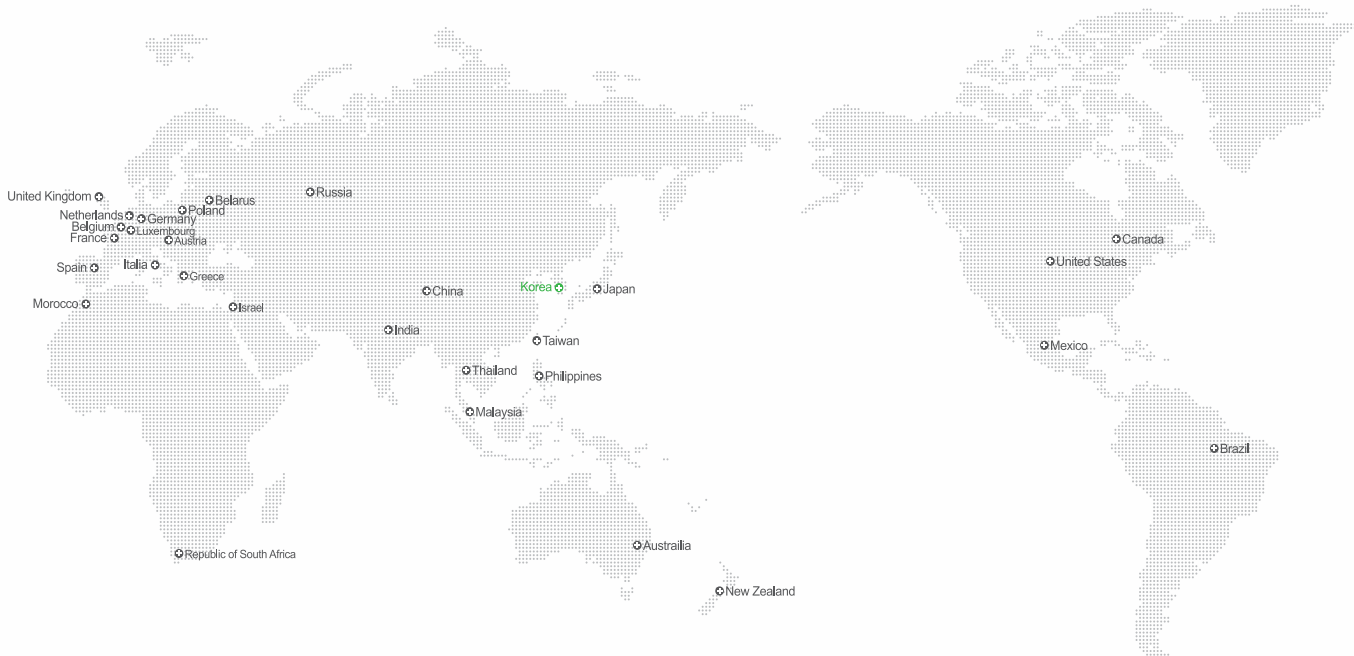 Russia
United Kingdom
Belarus
Poland
Netherlands
Germany
Belgium
Luxembourg
France
Austria
Canada
United States
Italia
Spain
Greece
Korea
Japan
China
Morocco
Israel
India
Taiwan
Mexico
Thailand
Philippines
Malaysia
Brazil
Austrailia
Republic of South Africa
New Zealand